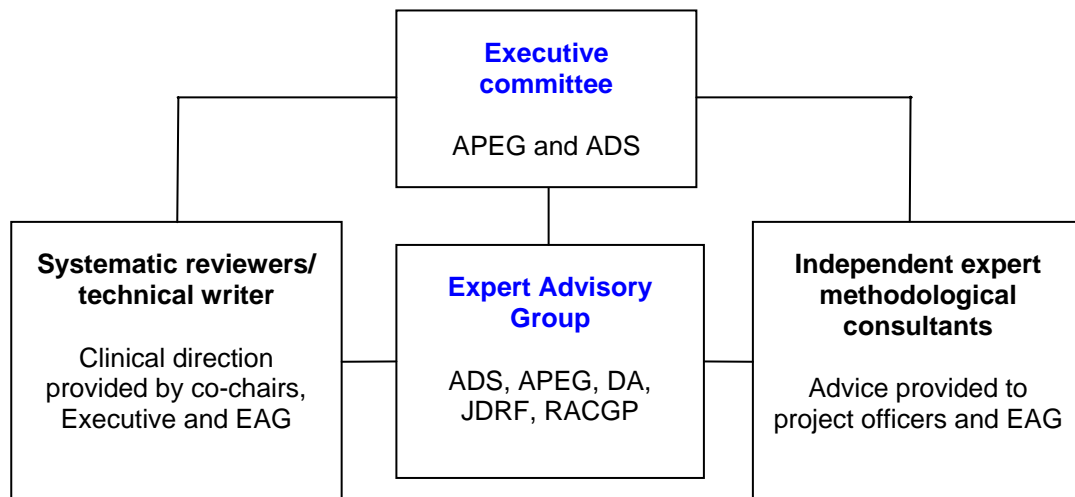 Executive
committee
APEG and ADS
Systematic reviewers/
technical writer
Clinical direction
provided by co-chairs,
Executive and EAG
Expert Advisory
Group
ADS, APEG, DA,
JDRF, RACGP
Independent expert
methodological
consultants
Advice provided to
project officers and EAG